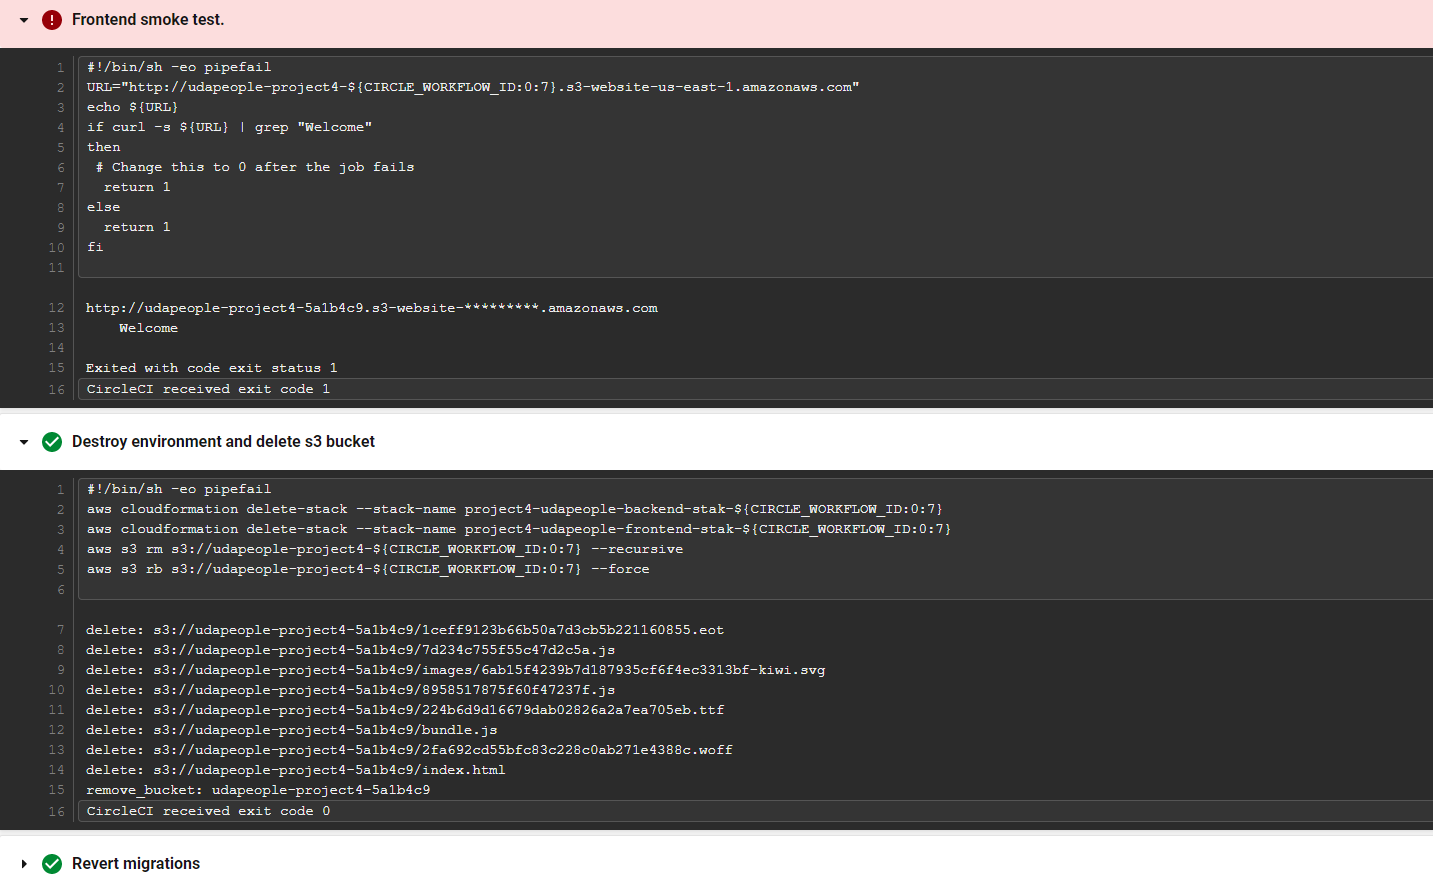 Frontend smoke test.
1 #!/bin/sh -eo pipefail
2 URL="http://udapeople-project4-${CIRCLE_WORKFLOW_ID:0:7}.s3-website-us-east-1.amazonaws.com"
3 echo ${URL}
4 if curl -s ${URL} | grep "Welcome"
5 then
6  # Change this to 0 after the job fails
7   return 1
8 else
9   return 1
10 fi
11
12 http://udapeople-project4-5a1b4c9.s3-website-*********.amazonaws.com
13     Welcome
14
15 Exited with code exit status 1
16 CircleCI received exit code 1
Destroy environment and delete s3 bucket
1 #!/bin/sh -eo pipefail
2 aws cloudformation delete-stack --stack-name project4-udapeople-backend-stak-${CIRCLE_WORKFLOW_ID:0:7}
3 aws cloudformation delete-stack --stack-name project4-udapeople-frontend-stak-${CIRCLE_WORKFLOW_ID:0:7}
4 aws s3 rm s3://udapeople-project4-${CIRCLE_WORKFLOW_ID:0:7} --recursive
5 aws s3 rb s3://udapeople-project4-${CIRCLE_WORKFLOW_ID:0:7} --force
6
7 delete: s3://udapeople-project4-5a1b4c9/1ceff9123b66b50a7d3cb5b221160855.eot
8 delete: s3://udapeople-project4-5a1b4c9/7d234c755f55c47d2c5a.js
9 delete: s3://udapeople-project4-5a1b4c9/images/6ab15f4239b7d187935cf6f4ec3313bf-kiwi.svg
10 delete: s3://udapeople-project4-5a1b4c9/8958517875f60f47237f.js
11 delete: s3://udapeople-project4-5a1b4c9/224b6d9d16679dab02826a2a7ea705eb.ttf
12 delete: s3://udapeople-project4-5a1b4c9/bundle.js
13 delete: s3://udapeople-project4-5a1b4c9/2fa692cd55bfc83c228c0ab271e4388c.woff
14 delete: s3://udapeople-project4-5a1b4c9/index.html
15 remove_bucket: udapeople-project4-5a1b4c9
16 CircleCI received exit code 0
Revert migrations